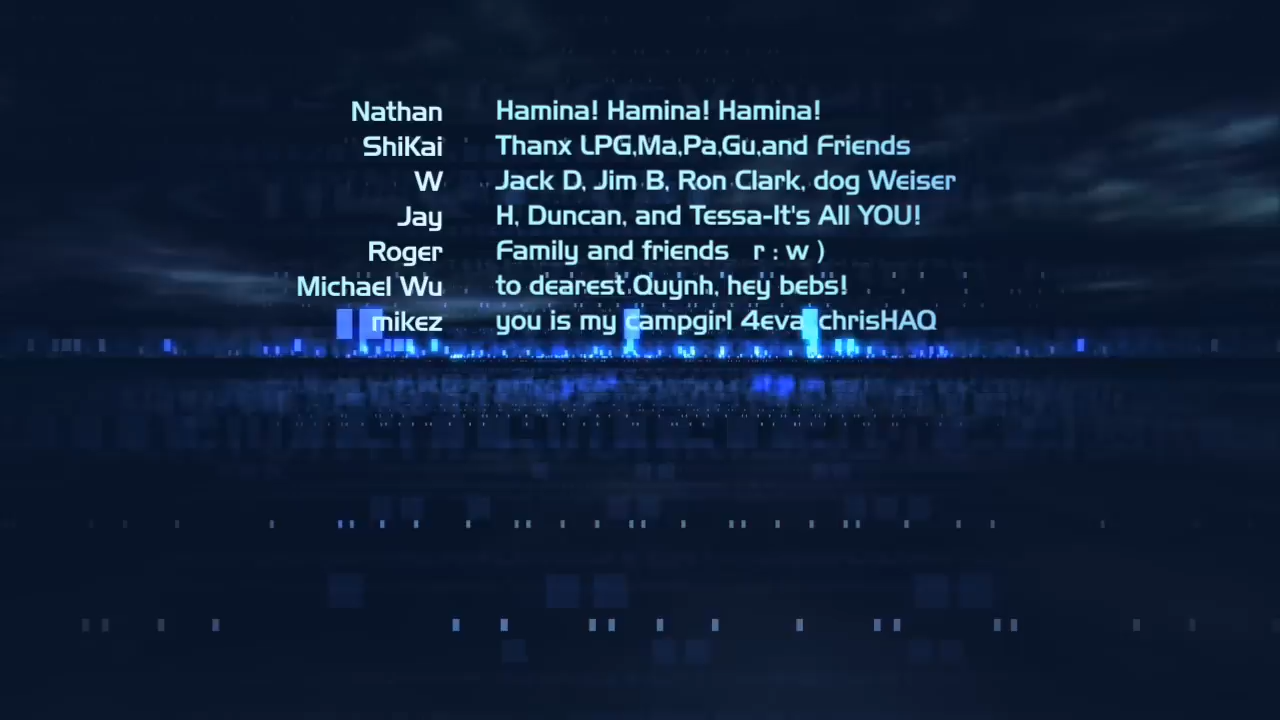 Nathan Hamina! Hamina! Hamina!
ShiKai Thanx LPG,Ma,Pa,Gu,and Friends
W Jack D, Jim B, Ron Clark, dog Weiser
Jay H, Duncan, and Tessa-It's All YOU!
Roger Family and friends r : w )
Michael Wu to dearest Quynh, hey bebs!
mikez you is my campgirl 4eva chrisHAQ